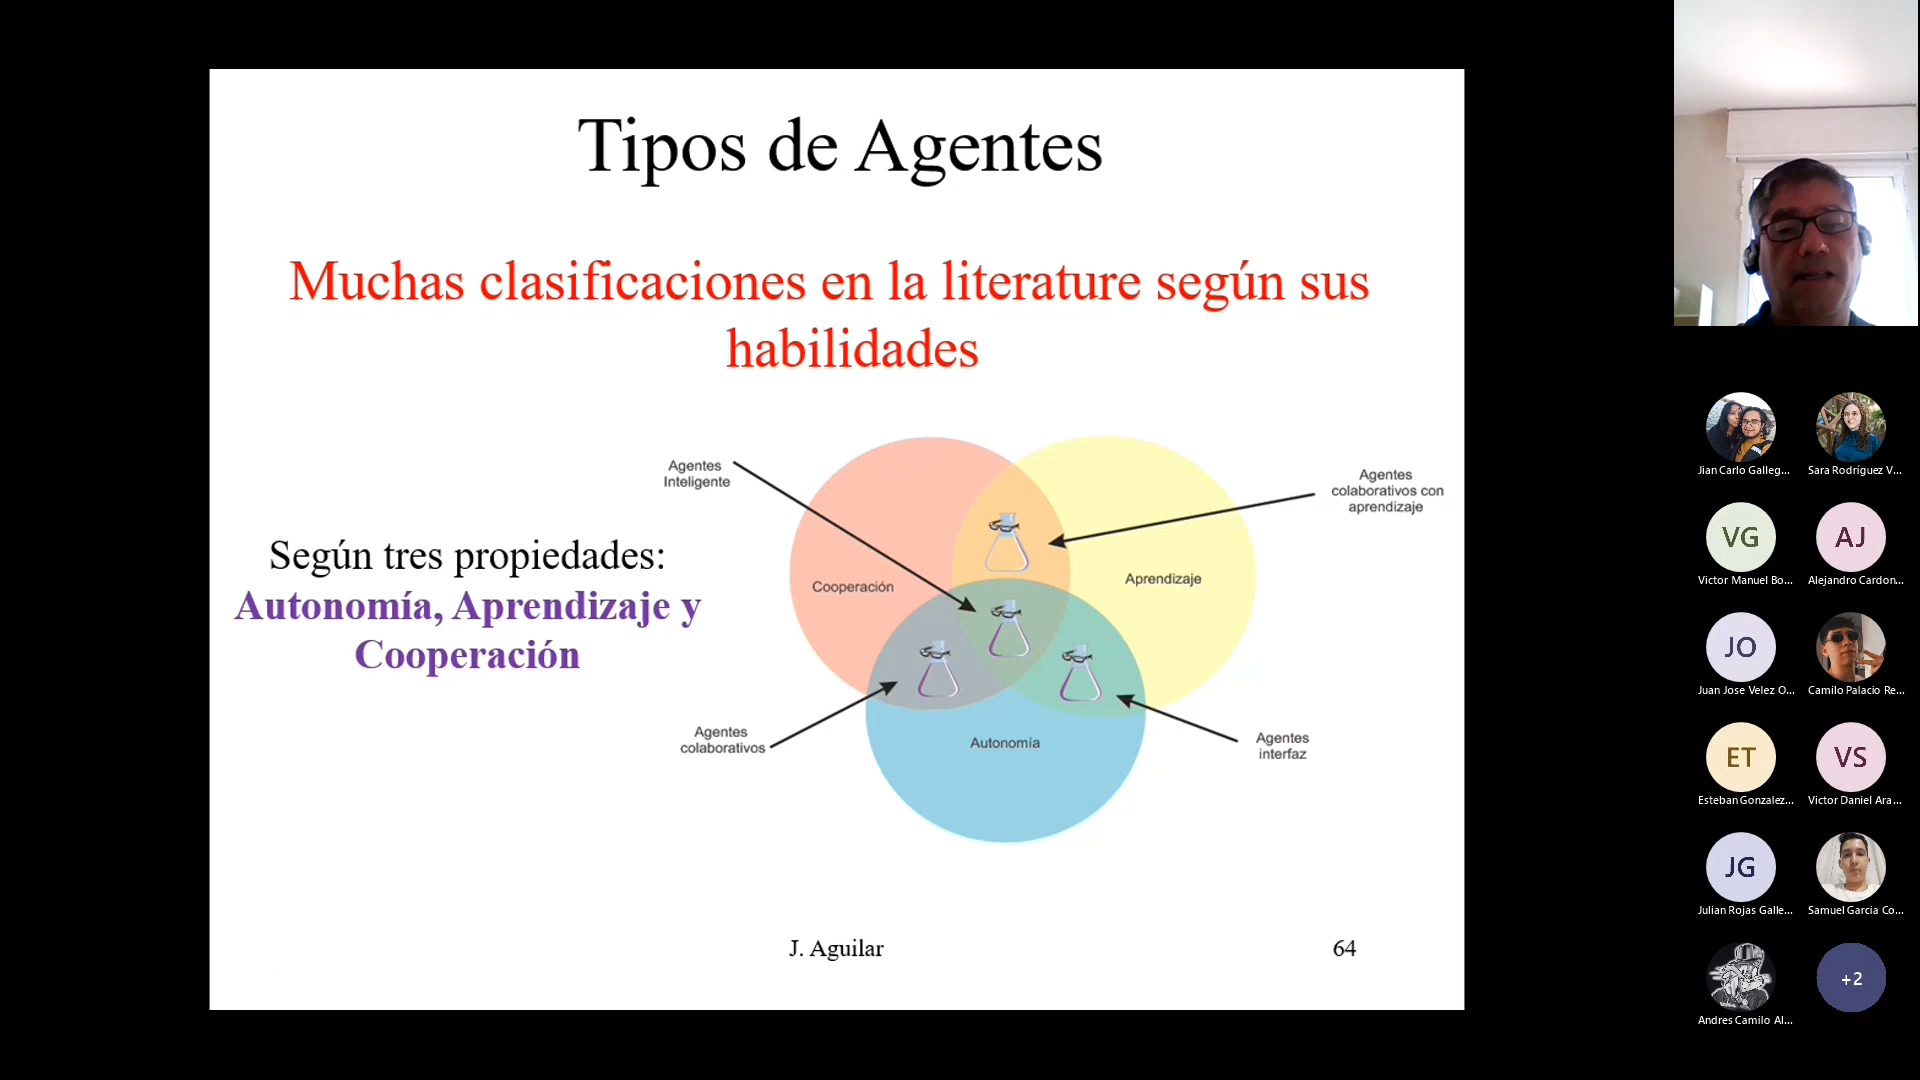 Tipos de Agentes
Muchas clasificaciones en la literature según sus
habilidades
Según tres propiedades:
Autonomía, Aprendizaje y
Cooperación
Agentes
Inteligente
Agentes
colaborativos con
aprendizaje
Cooperación
Aprendizaje
Agentes
colaborativos
Autonomía
Agentes
interfaz
J. Aguilar
64
Jian Carlo Galleg...
Sara Rodríguez V...
VG
Victor Manuel Bo...
AJ
Alejandro Cardon...
JO
Juan Jose Velez O...
Camilo Palacio Re...
ET
Esteban Gonzalez...
VS
Victor Daniel Ara...
JG
Julian Rojas Galle...
Samuel Garcia Co...
Andres Camilo Al...
+2